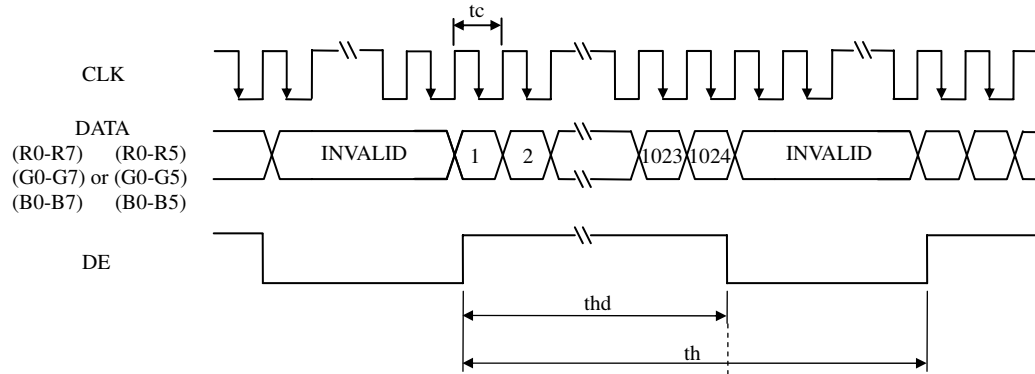 tc
CLK
DATA
(R0-R7) (R0-R5)
(G0-G7) or (G0-G5)
(B0-B7) (B0-B5)
INVALID 1 2 1023 1024 INVALID
DE
thd
th